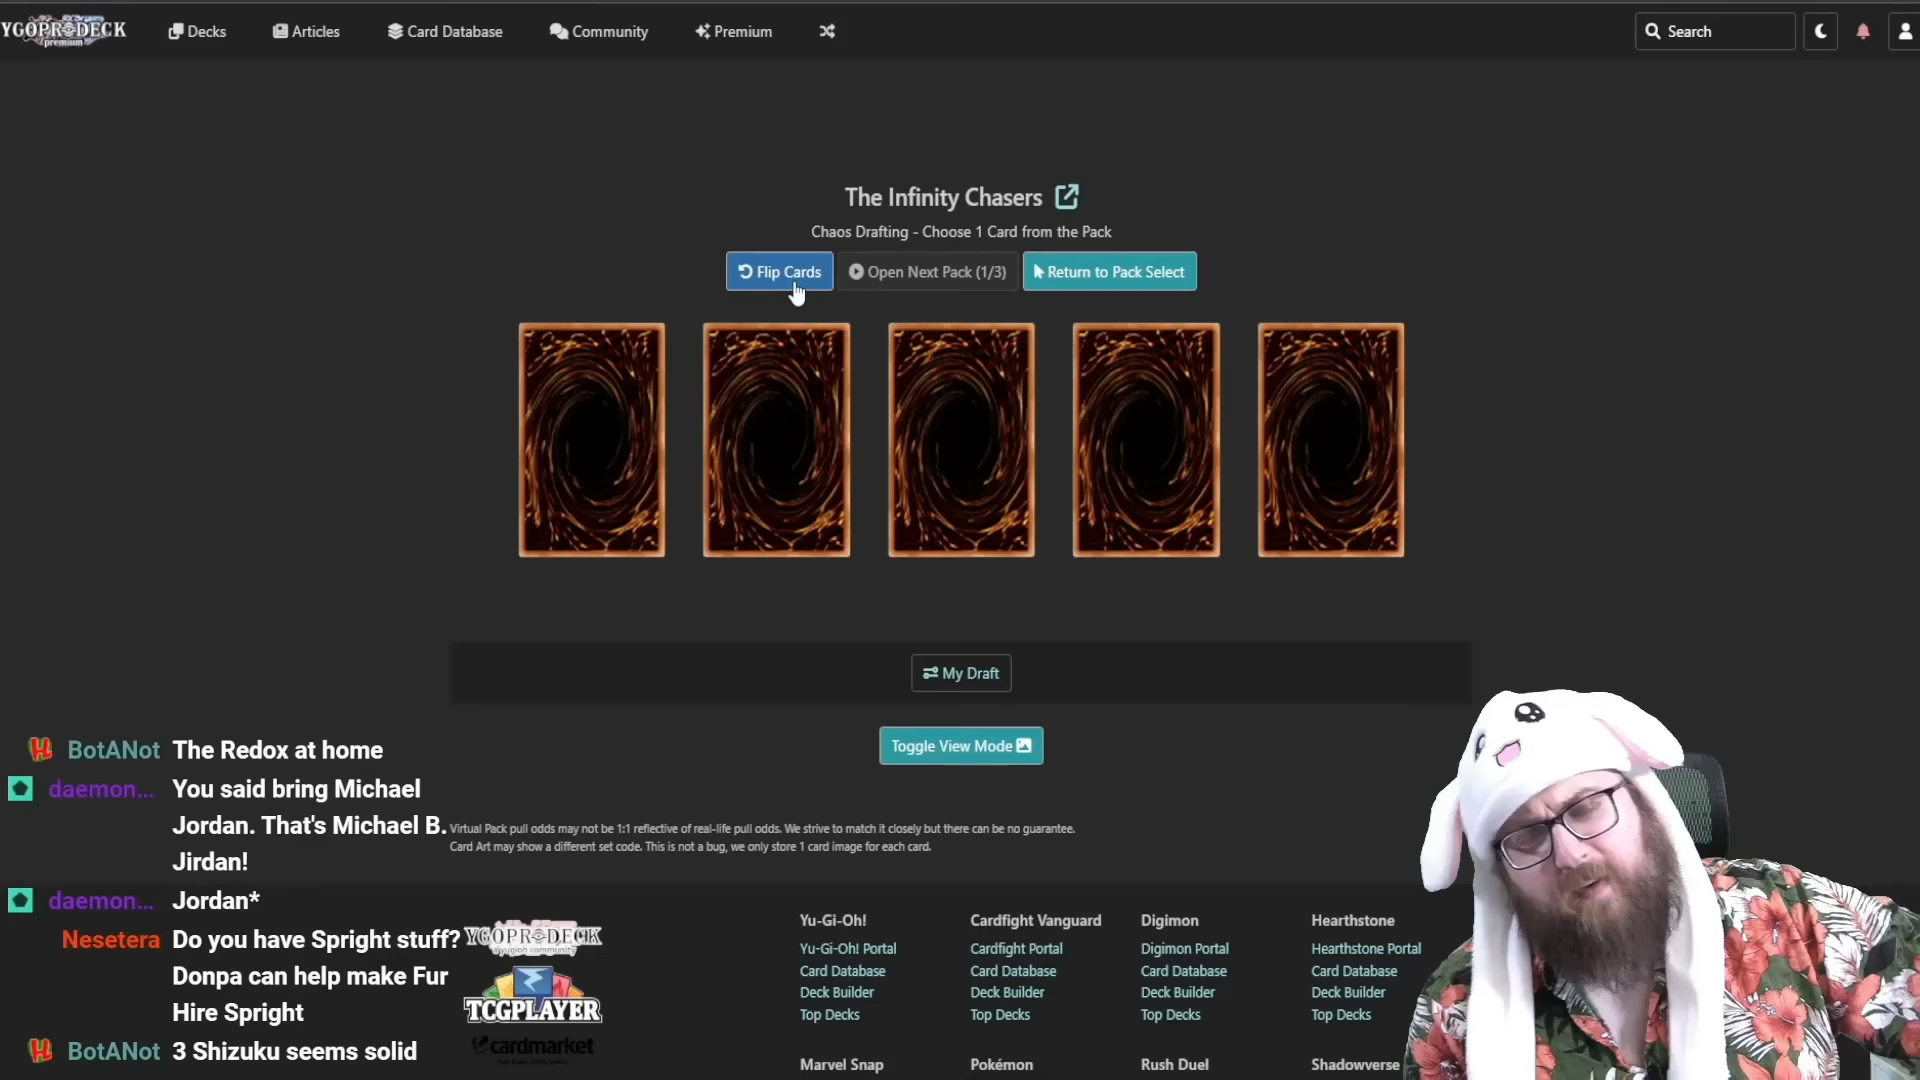 YGOPRODECK
premium
Decks
Articles
Card Database
Community
Premium
Search
The Infinity Chasers
Chaos Drafting - Choose 1 Card from the Pack
Flip Cards
Open Next Pack (1/3)
Return to Pack Select
My Draft
Toggle View Mode
Virtual Pack pull odds may not be 1:1 reflective of real-life pull odds. We strive to match it closely but there can be no guarantee.
Card Art may show a different set code. This is not a bug, we only store 1 card image for each card.
BotANot The Redox at home
daemon... You said bring Michael
Jordan. That's Michael B.
Jirdan!
daemon... Jordan*
Nesetera Do you have Spright stuff?
Donpa can help make Fur
Hire Spright
BotANot 3 Shizuku seems solid
YGOPRODECK
TCGPLAYER
cardmarket
Yu-Gi-Oh!
Yu-Gi-Oh! Portal
Card Database
Deck Builder
Top Decks
Cardfight Vanguard
Cardfight Portal
Card Database
Deck Builder
Top Decks
Digimon
Digimon Portal
Card Database
Deck Builder
Top Decks
Hearthstone
Hearthstone Portal
Card Database
Deck Builder
Top Decks
Marvel Snap
Pokémon
Rush Duel
Shadowverse